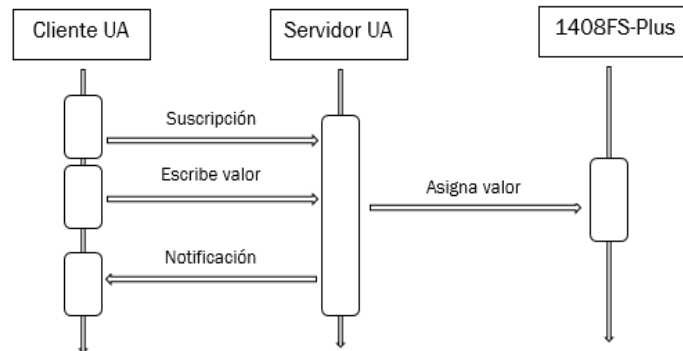 Cliente UA
Servidor UA
1408FS-Plus
Suscripción
Escribe valor
Asigna valor
Notificación